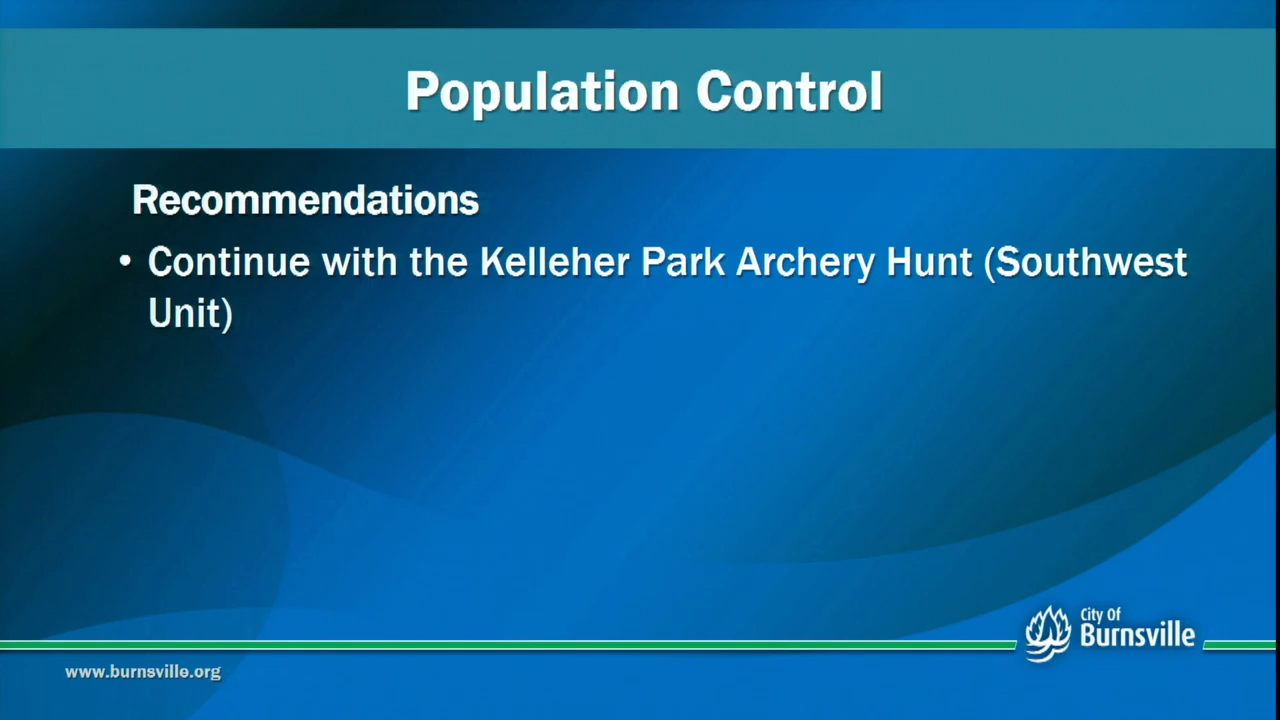 Population Control
Recommendations
• Continue with the Kelleher Park Archery Hunt (Southwest
Unit)
City Of
Burnsville
www.burnsville.org